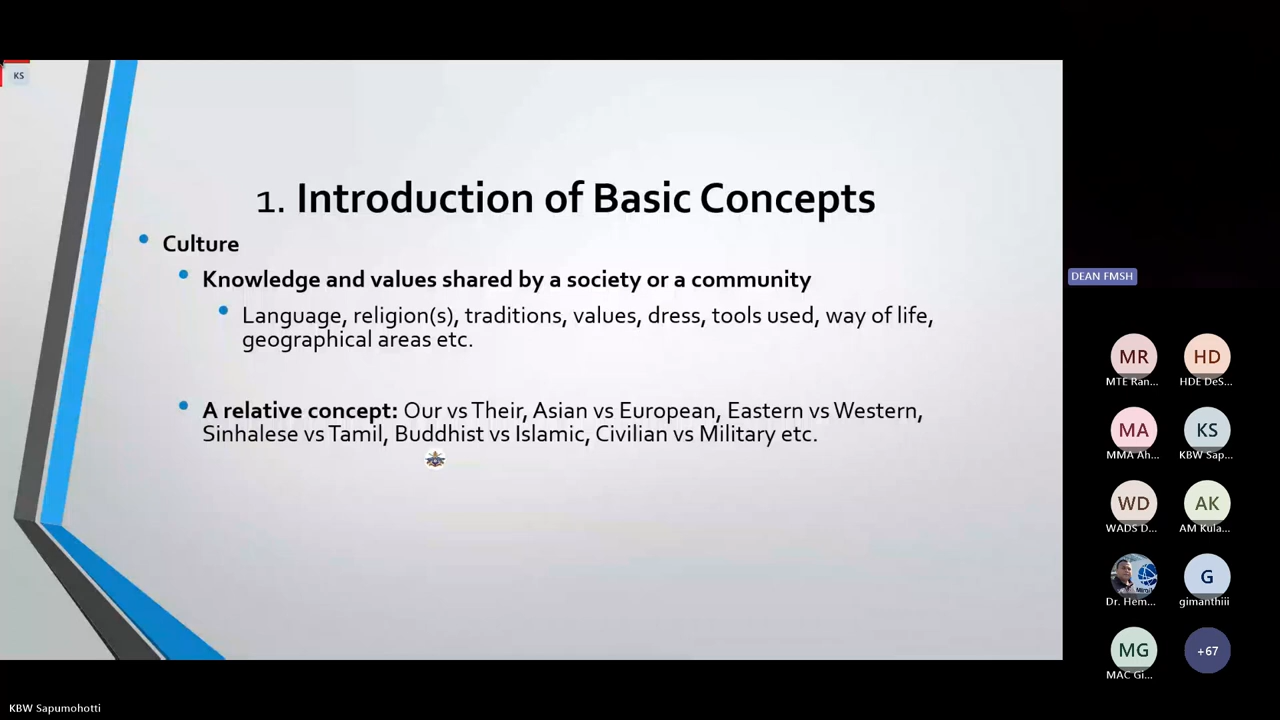 KS
1. Introduction of Basic Concepts
Culture
Knowledge and values shared by a society or a community
Language, religion(s), traditions, values, dress, tools used, way of life,
geographical areas etc.
A relative concept: Our vs Their, Asian vs European, Eastern vs Western,
Sinhalese vs Tamil, Buddhist vs Islamic, Civilian vs Military etc.
DEAN FMSH
MR HD
MTE Ran... HDE DeS...
MA KS
MMA Ah... KBW Sap...
WD AK
WADS D... AM Kula...
G
Dr. Hem... gimanthiii
MG +67
MAC Gi...
KBW Sapumohotti